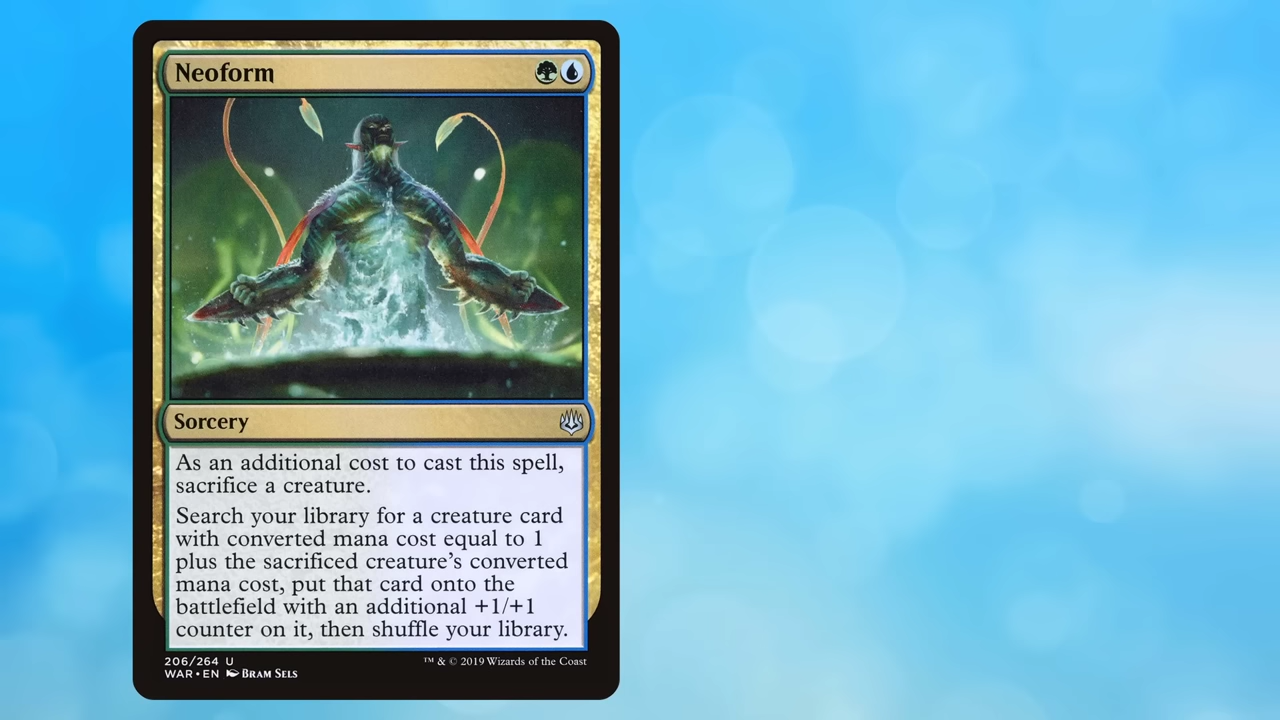 Neoform
Sorcery
As an additional cost to cast this spell,
sacrifice a creature.
Search your library for a creature card
with converted mana cost equal to 1
plus the sacrificed creature's converted
mana cost, put that card onto the
battlefield with an additional +1/+1
counter on it, then shuffle your library.
206/264 U
™ & © 2019 Wizards of the Coast
WAR • EN BRAM SELS